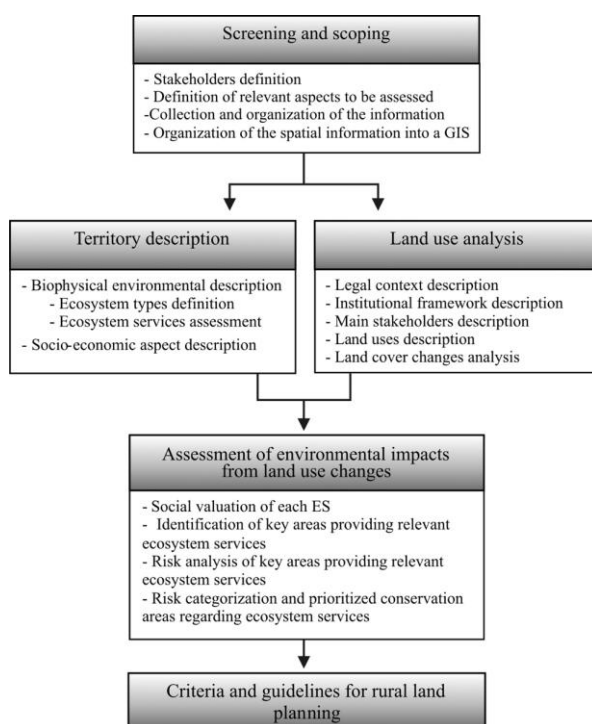 Screening and scoping
- Stakeholders definition
- Definition of relevant aspects to be assessed
-Collection and organization of the information
- Organization of the spatial information into a GIS
Territory description
- Biophysical environmental description
- Ecosystem types definition
- Ecosystem services assessment
- Socio-economic aspect description
Land use analysis
- Legal context description
- Institutional framework description
- Main stakeholders description
- Land uses description
- Land cover changes analysis
Assessment of environmental impacts
from land use changes
- Social valuation of each ES
- Identification of key areas providing relevant
ecosystem services
- Risk analysis of key areas providing relevant
ecosystem services
- Risk categorization and prioritized conservation
areas regarding ecosystem services
Criteria and guidelines for rural land
planning